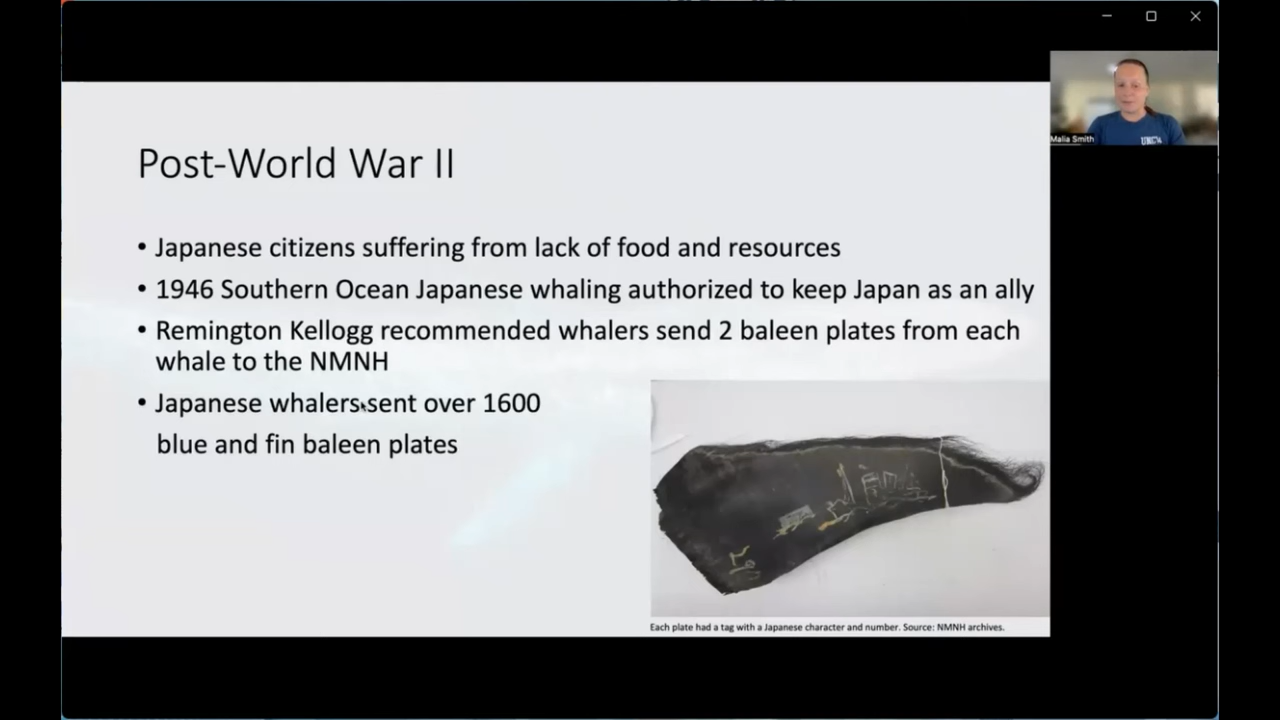 Post-World War II
• Japanese citizens suffering from lack of food and resources
• 1946 Southern Ocean Japanese whaling authorized to keep Japan as an ally
• Remington Kellogg recommended whalers send 2 baleen plates from each
whale to the NMNH
• Japanese whalers sent over 1600
blue and fin baleen plates
Each plate had a tag with a Japanese character and number. Source: NMNH archives.
Malia Smith